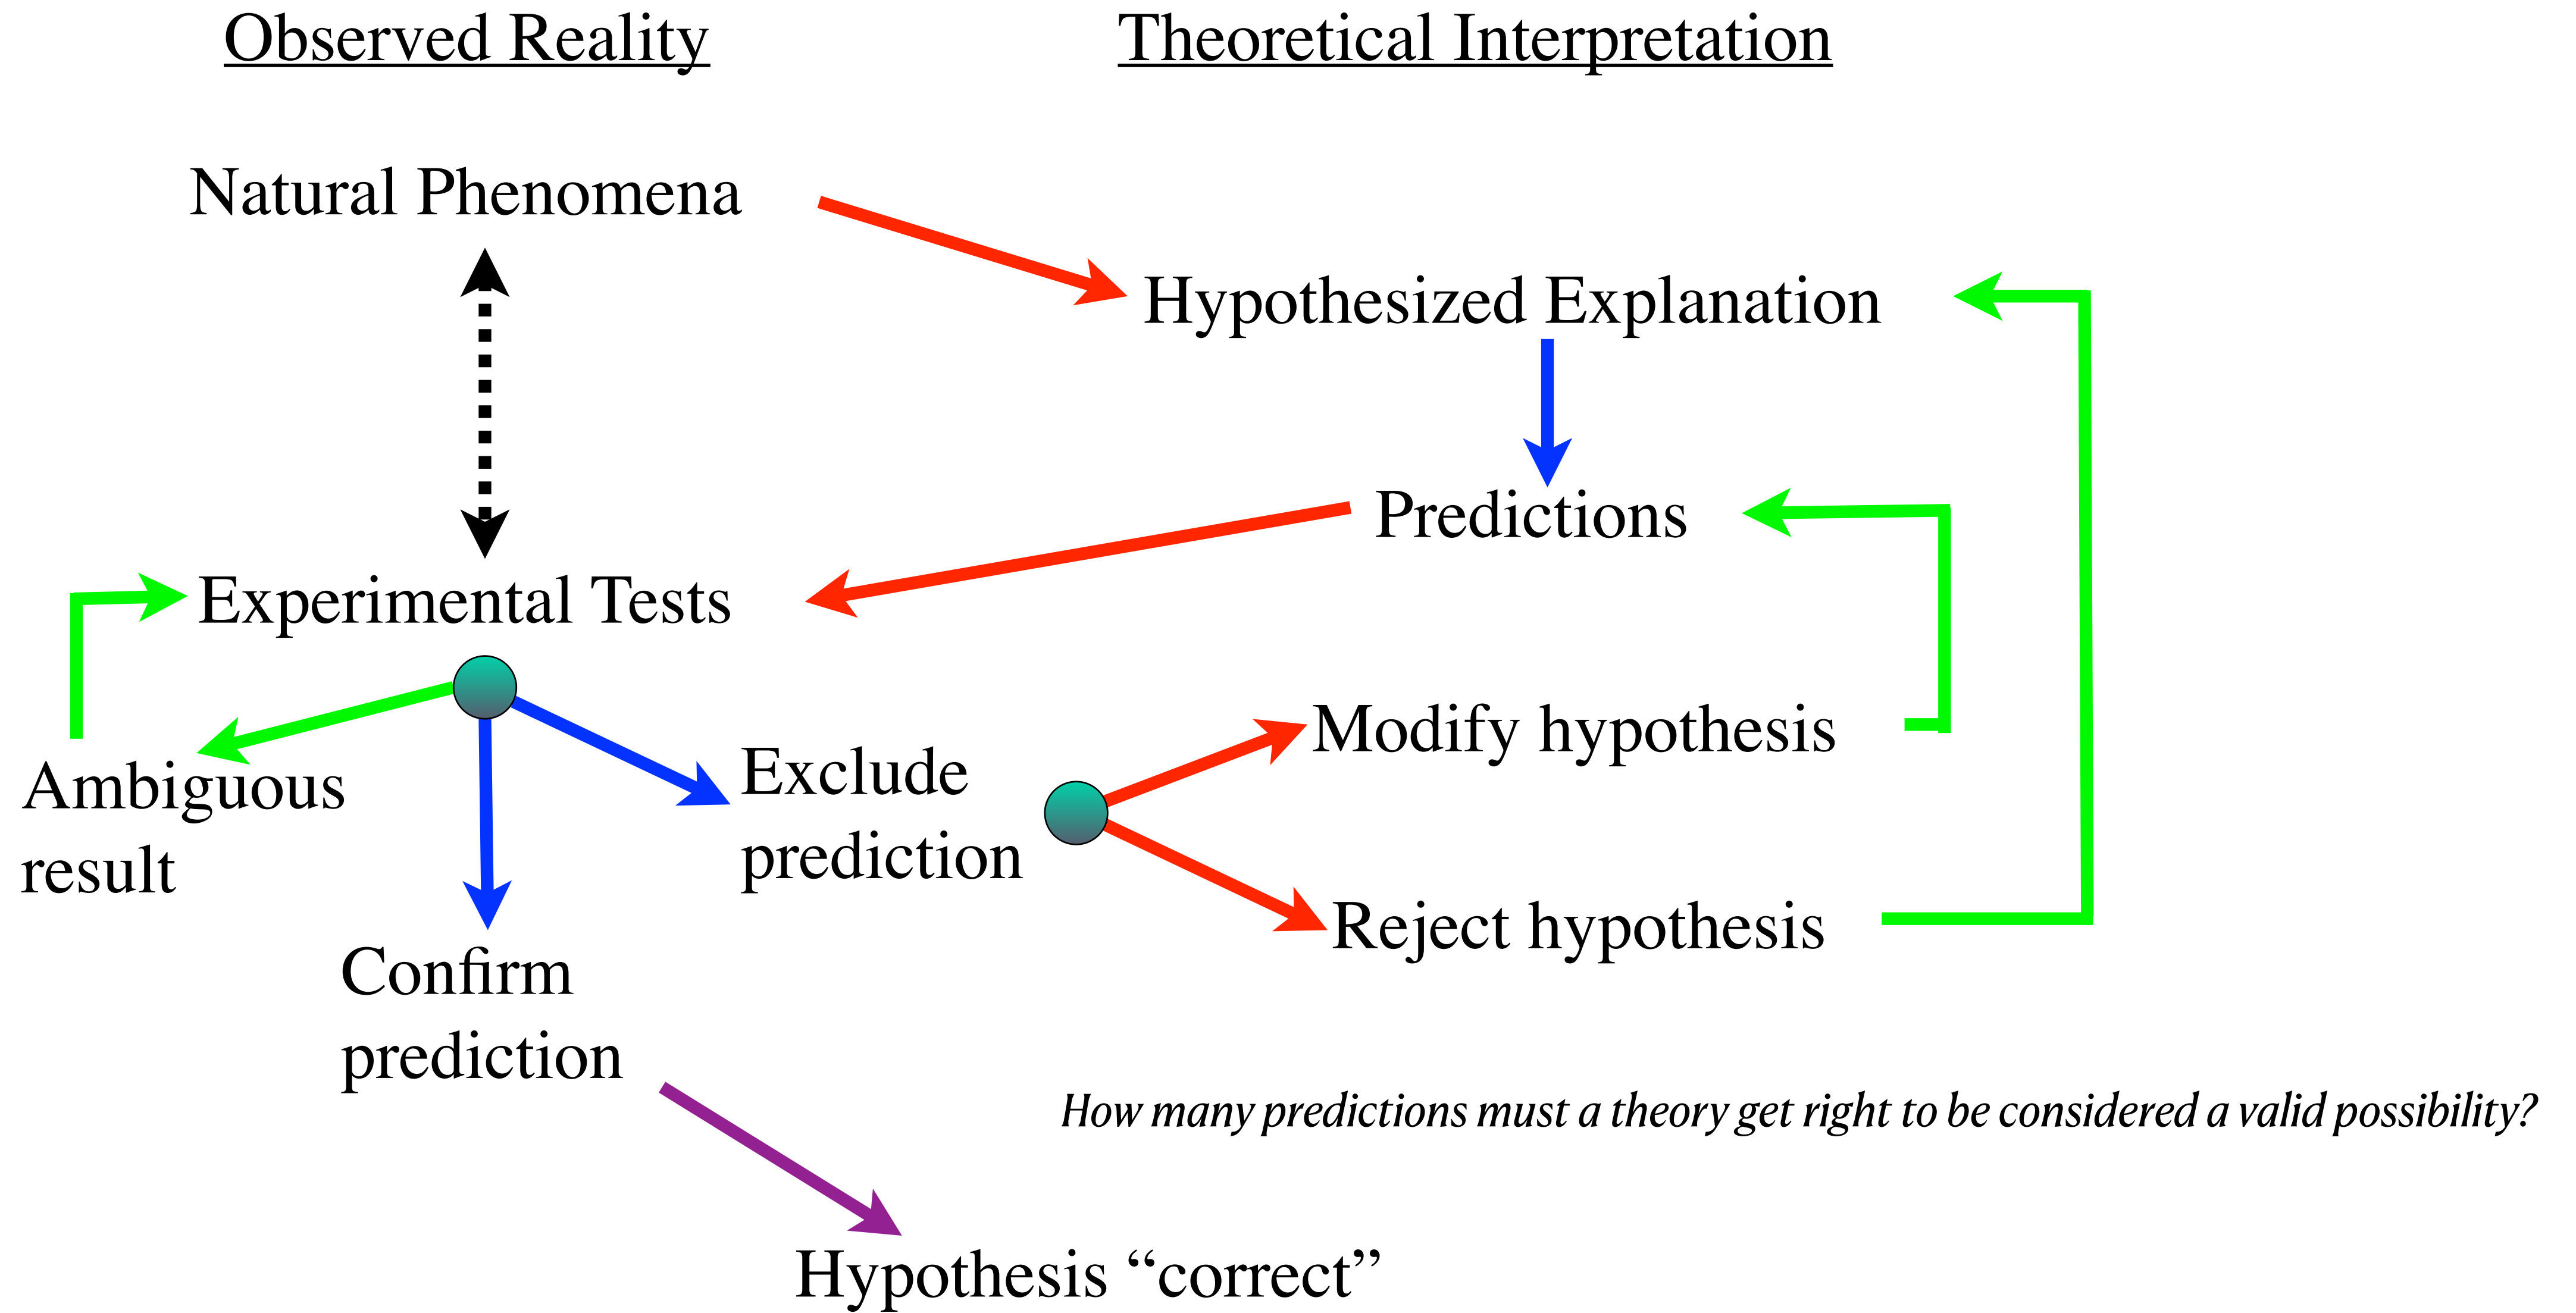 Observed Reality
Theoretical Interpretation
Natural Phenomena
Hypothesized Explanation
Predictions
Experimental Tests
Modify hypothesis
Exclude
prediction
Ambiguous
result
Reject hypothesis
Confirm
prediction
How many predictions must a theory get right to be considered a valid possibility?
Hypothesis “correct”